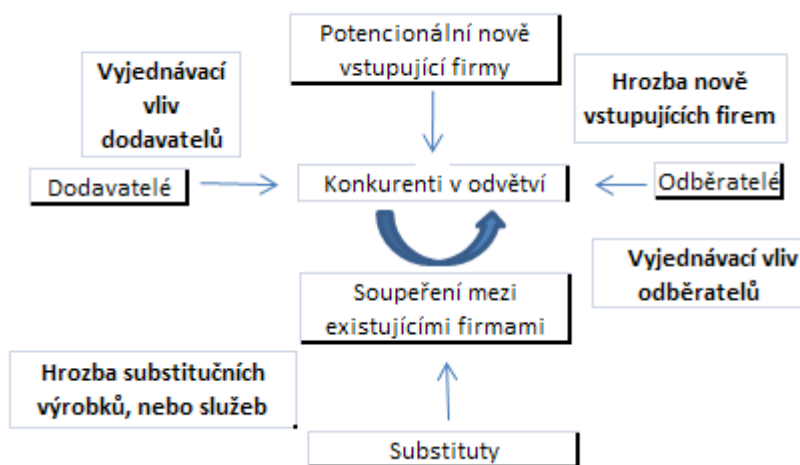 Potencionální nově
vstupující firmy
Vyjednávací
vliv
dodavatelů
Hrozba nově
vstupujících firem
Dodavatelé
Konkurenti v odvětví
Odběratelé
Vyjednávací vliv
odběratelů
Soupeření mezi
existujícími firmami
Hrozba substitučních
výrobků, nebo služeb
Substituty